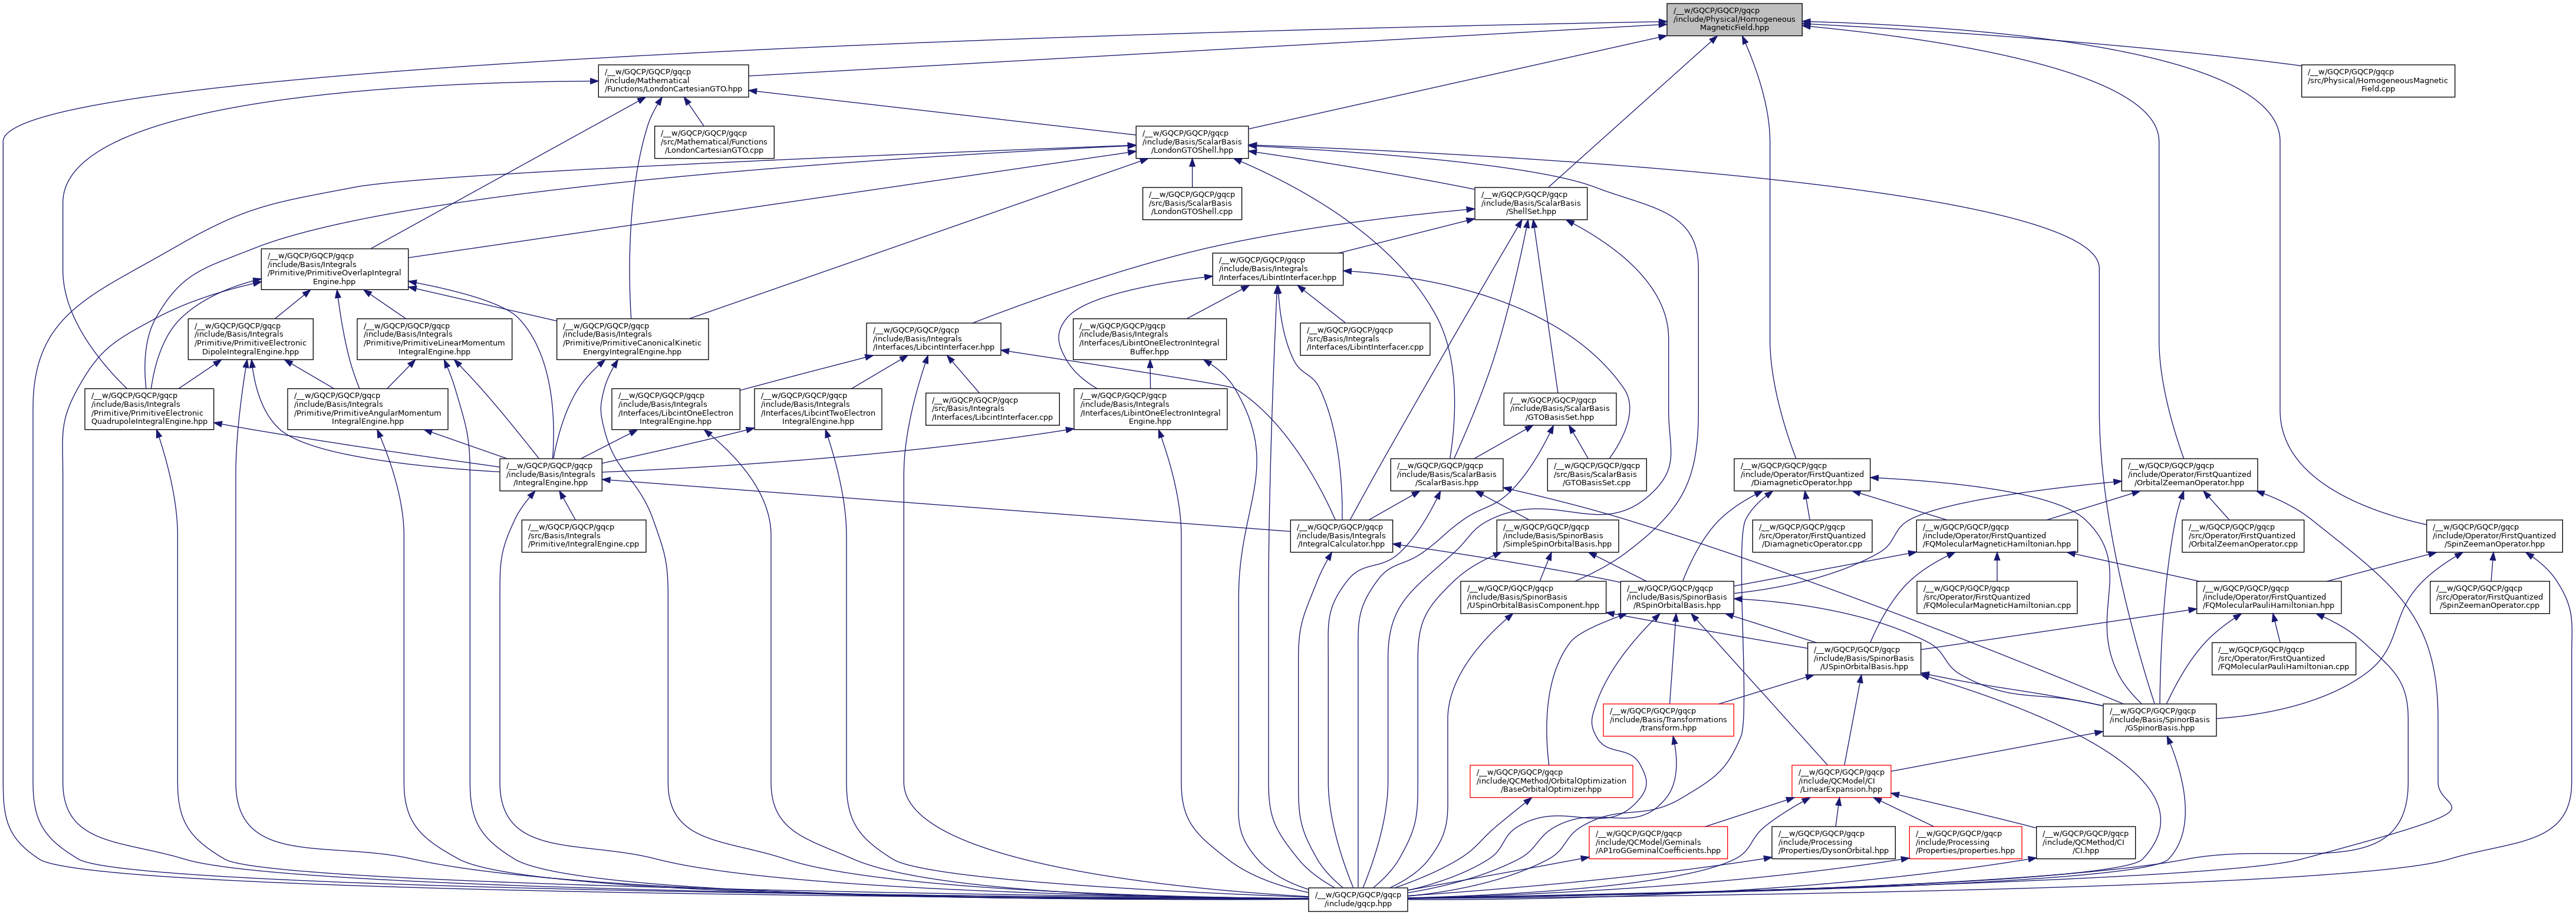 /__w/GQCP/GQCP/gqcp
/include/Physical/Homogeneous
MagneticField.hpp
/__w/GQCP/GQCP/gqcp
/include/Mathematical
/Functions/LondonCartesianGTO.hpp
/__w/GQCP/GQCP/gqcp
/src/Physical/HomogeneousMagnetic
Field.cpp
/__w/GQCP/GQCP/gqcp
/src/Mathematical/Functions
/LondonCartesianGTO.cpp
/__w/GQCP/GQCP/gqcp
/include/Basis/ScalarBasis
/LondonGTOShell.hpp
/__w/GQCP/GQCP/gqcp
/src/Basis/ScalarBasis
/LondonGTOShell.cpp
/__w/GQCP/GQCP/gqcp
/include/Basis/ScalarBasis
/ShellSet.hpp
/__w/GQCP/GQCP/gqcp
/include/Basis/Integrals
/Primitive/PrimitiveOverlapIntegral
Engine.hpp
/__w/GQCP/GQCP/gqcp
/include/Basis/Integrals
/Interfaces/LibintInterfacer.hpp
/__w/GQCP/GQCP/gqcp
/include/Basis/Integrals
/Primitive/PrimitiveElectronic
DipoleIntegralEngine.hpp
/__w/GQCP/GQCP/gqcp
/include/Basis/Integrals
/Primitive/PrimitiveLinearMomentum
IntegralEngine.hpp
/__w/GQCP/GQCP/gqcp
/include/Basis/Integrals
/Primitive/PrimitiveCanonicalKinetic
EnergyIntegralEngine.hpp
/__w/GQCP/GQCP/gqcp
/include/Basis/Integrals
/Interfaces/LibcintInterfacer.hpp
/__w/GQCP/GQCP/gqcp
/include/Basis/Integrals
/Interfaces/LibintOneElectronIntegral
Buffer.hpp
/__w/GQCP/GQCP/gqcp
/src/Basis/Integrals
/Interfaces/LibintInterfacer.cpp
/__w/GQCP/GQCP/gqcp
/include/Basis/Integrals
/Primitive/PrimitiveElectronic
QuadrupoleIntegralEngine.hpp
/__w/GQCP/GQCP/gqcp
/include/Basis/Integrals
/Primitive/PrimitiveAngularMomentum
IntegralEngine.hpp
/__w/GQCP/GQCP/gqcp
/include/Basis/Integrals
/Interfaces/LibcintOneElectron
IntegralEngine.hpp
/__w/GQCP/GQCP/gqcp
/include/Basis/Integrals
/Interfaces/LibcintTwoElectron
IntegralEngine.hpp
/__w/GQCP/GQCP/gqcp
/src/Basis/Integrals
/Interfaces/LibcintInterfacer.cpp
/__w/GQCP/GQCP/gqcp
/include/Basis/Integrals
/Interfaces/LibintOneElectronIntegral
Engine.hpp
/__w/GQCP/GQCP/gqcp
/include/Basis/ScalarBasis
/GTOBasisSet.hpp
/__w/GQCP/GQCP/gqcp
/include/Basis/Integrals
/IntegralEngine.hpp
/__w/GQCP/GQCP/gqcp
/include/Basis/ScalarBasis
/ScalarBasis.hpp
/__w/GQCP/GQCP/gqcp
/src/Basis/ScalarBasis
/GTOBasisSet.cpp
/__w/GQCP/GQCP/gqcp
/include/Operator/FirstQuantized
/DiamagneticOperator.hpp
/__w/GQCP/GQCP/gqcp
/include/Operator/FirstQuantized
/OrbitalZeemanOperator.hpp
/__w/GQCP/GQCP/gqcp
/src/Basis/Integrals
/Primitive/IntegralEngine.cpp
/__w/GQCP/GQCP/gqcp
/include/Basis/Integrals
/IntegralCalculator.hpp
/__w/GQCP/GQCP/gqcp
/include/Basis/SpinorBasis
/SimpleSpinOrbitalBasis.hpp
/__w/GQCP/GQCP/gqcp
/src/Operator/FirstQuantized
/DiamagneticOperator.cpp
/__w/GQCP/GQCP/gqcp
/include/Operator/FirstQuantized
/FQMolecularMagneticHamiltonian.hpp
/__w/GQCP/GQCP/gqcp
/src/Operator/FirstQuantized
/OrbitalZeemanOperator.cpp
/__w/GQCP/GQCP/gqcp
/include/Operator/FirstQuantized
/SpinZeemanOperator.hpp
/__w/GQCP/GQCP/gqcp
/include/Basis/SpinorBasis
/USpinOrbitalBasisComponent.hpp
/__w/GQCP/GQCP/gqcp
/include/Basis/SpinorBasis
/RSpinOrbitalBasis.hpp
/__w/GQCP/GQCP/gqcp
/src/Operator/FirstQuantized
/FQMolecularMagneticHamiltonian.cpp
/__w/GQCP/GQCP/gqcp
/include/Operator/FirstQuantized
/FQMolecularPauliHamiltonian.hpp
/__w/GQCP/GQCP/gqcp
/src/Operator/FirstQuantized
/SpinZeemanOperator.cpp
/__w/GQCP/GQCP/gqcp
/include/Basis/SpinorBasis
/USpinOrbitalBasis.hpp
/__w/GQCP/GQCP/gqcp
/src/Operator/FirstQuantized
/FQMolecularPauliHamiltonian.cpp
/__w/GQCP/GQCP/gqcp
/include/Basis/Transformations
/transform.hpp
/__w/GQCP/GQCP/gqcp
/include/Basis/SpinorBasis
/GSpinorBasis.hpp
/__w/GQCP/GQCP/gqcp
/include/QCMethod/OrbitalOptimization
/BaseOrbitalOptimizer.hpp
/__w/GQCP/GQCP/gqcp
/include/QCModel/CI
/LinearExpansion.hpp
/__w/GQCP/GQCP/gqcp
/include/QCModel/Geminals
/AP1roGGeminalCoefficients.hpp
/__w/GQCP/GQCP/gqcp
/include/Processing
/Properties/DysonOrbital.hpp
/__w/GQCP/GQCP/gqcp
/include/Processing
/Properties/properties.hpp
/__w/GQCP/GQCP/gqcp
/include/QCMethod/CI
/CI.hpp
/__w/GQCP/GQCP/gqcp
/include/gqcp.hpp